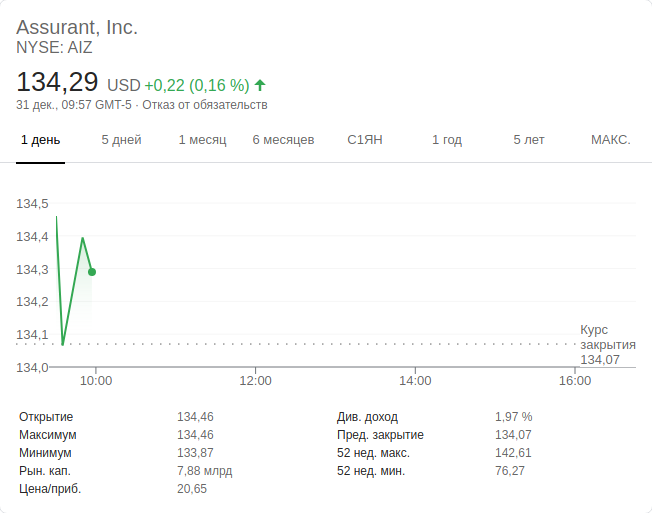 Assurant, Inc.
NYSE: AIZ
134,29 USD +0,22 (0,16 %)
31 дек., 09:57 GMT-5 · Отказ от обязательств
1 день 5 дней 1 месяц 6 месяцев С1ЯН 1 год 5 лет МАКС.
134,5
134,4
134,3
134,2
134,1
134,0
Курс
закрытия
134,07
10:00 12:00 14:00 16:00
Открытие 134,46 Див. доход 1,97 %
Максимум 134,46 Пред. закрытие 134,07
Минимум 133,87 52 нед. макс. 142,61
Рын. кап. 7,88 млрд 52 нед. мин. 76,27
Цена/приб. 20,65